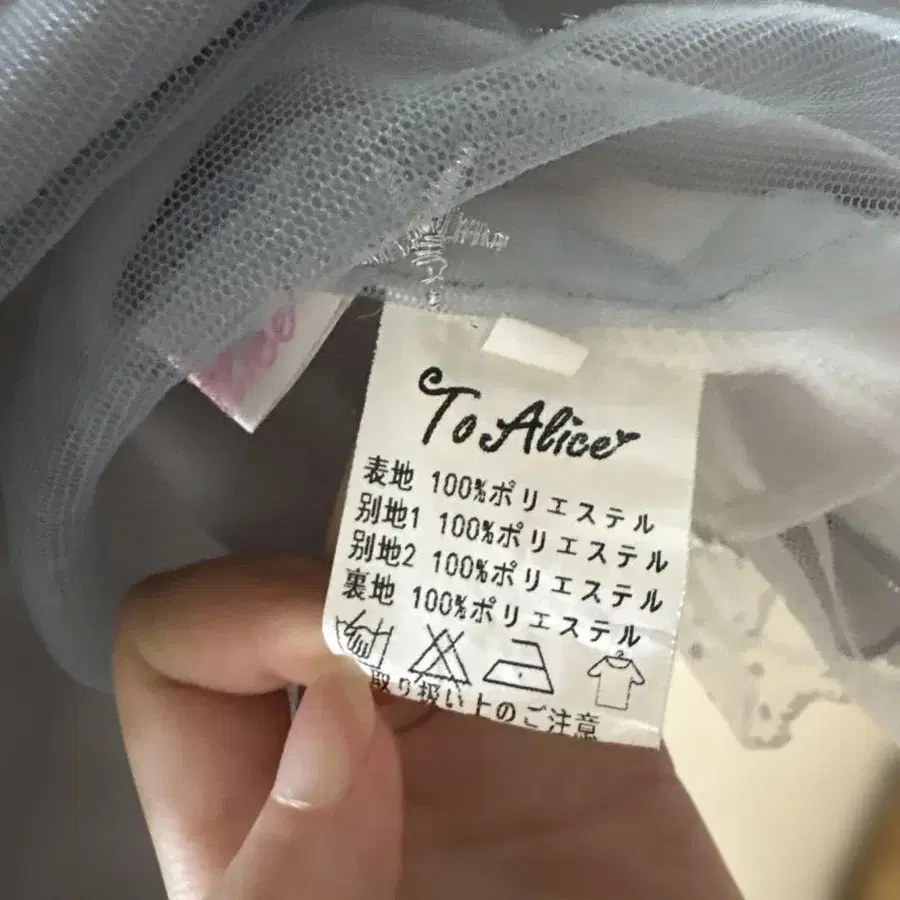 To Alice
表地 100%ポリエステル
別地1 100%ポリエステル
別地2 100%ポリエステル
裏地 100%ポリエステル
取り扱い上のご注意